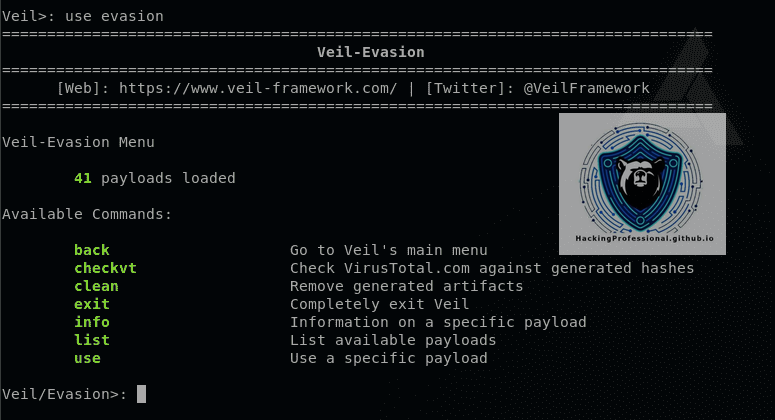 Veil>: use evasion
===============================================================================
Veil-Evasion
===============================================================================
[Web]: https://www.veil-framework.com/ | [Twitter]: @VeilFramework
===============================================================================
Veil-Evasion Menu
41 payloads loaded
Available Commands:
back Go to Veil's main menu
checkvt Check VirusTotal.com against generated hashes
clean Remove generated artifacts
exit Completely exit Veil
info Information on a specific payload
list List available payloads
use Use a specific payload
Veil/Evasion>:
HackingProfessional.github.io